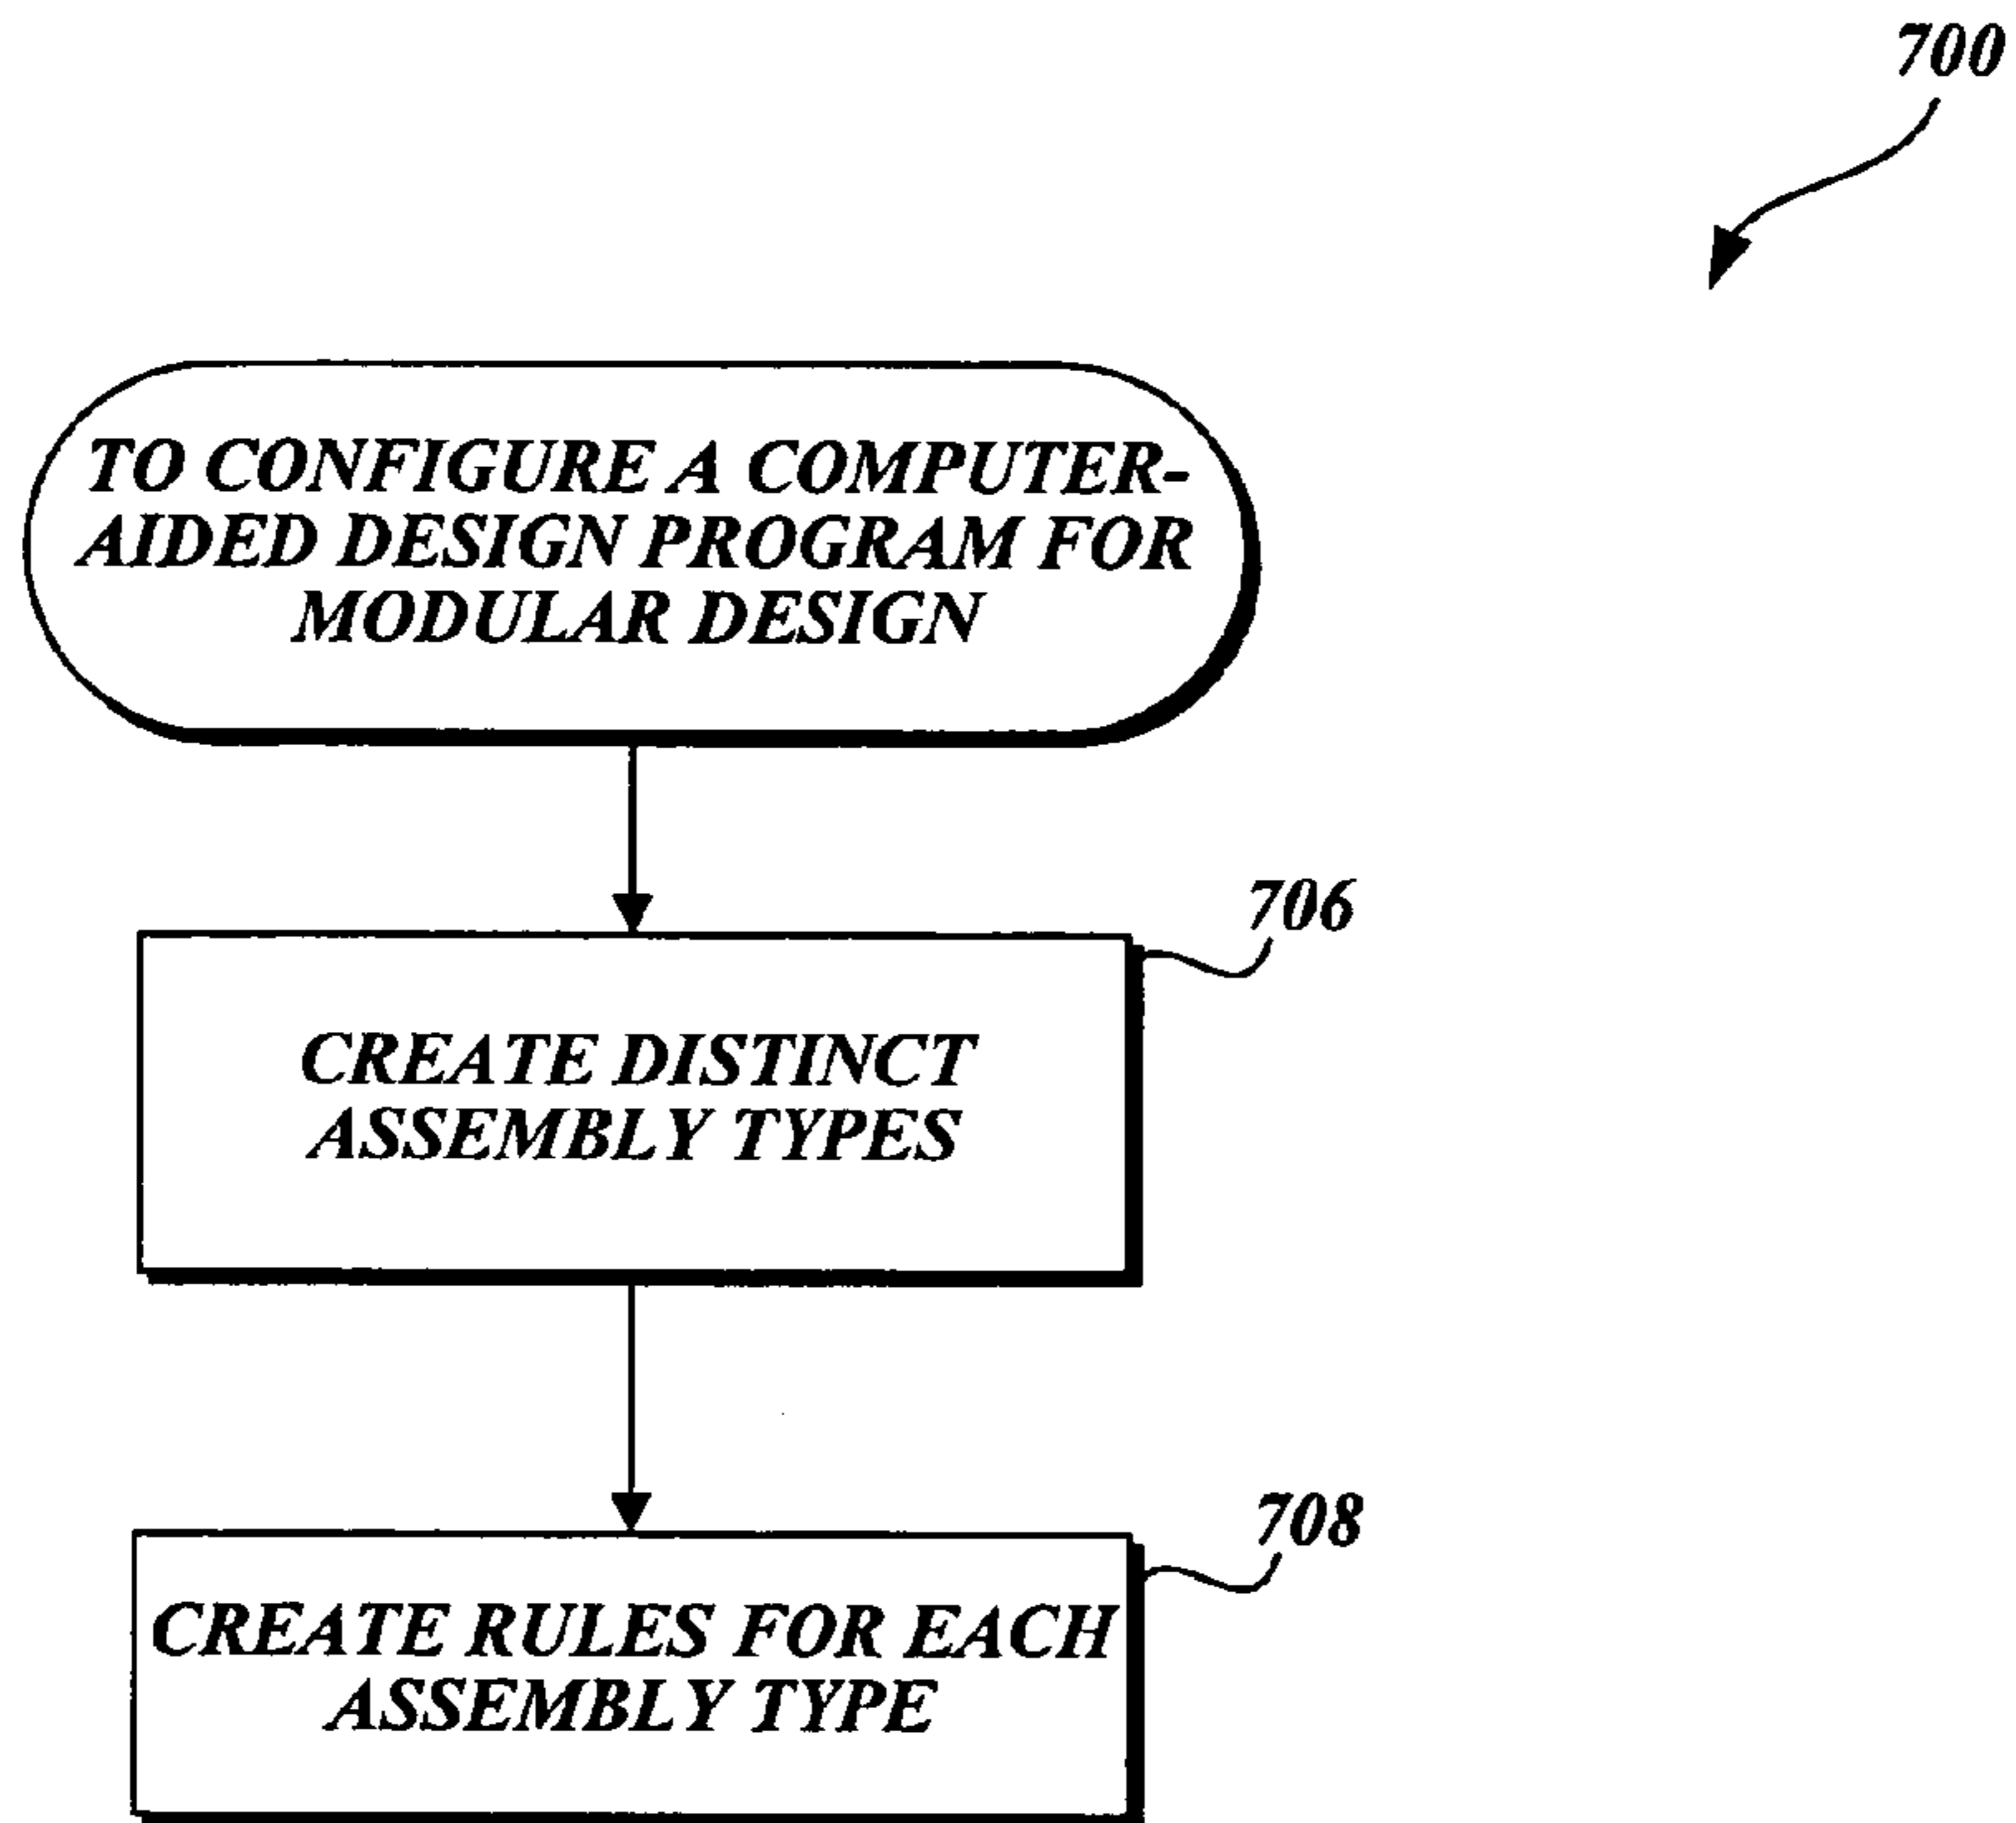 700
TO CONFIGURE A COMPUTER-
AIDED DESIGN PROGRAM FOR
MODULAR DESIGN
706
CREATE DISTINCT
ASSEMBLY TYPES
708
CREATE RULES FOR EACH
ASSEMBLY TYPE